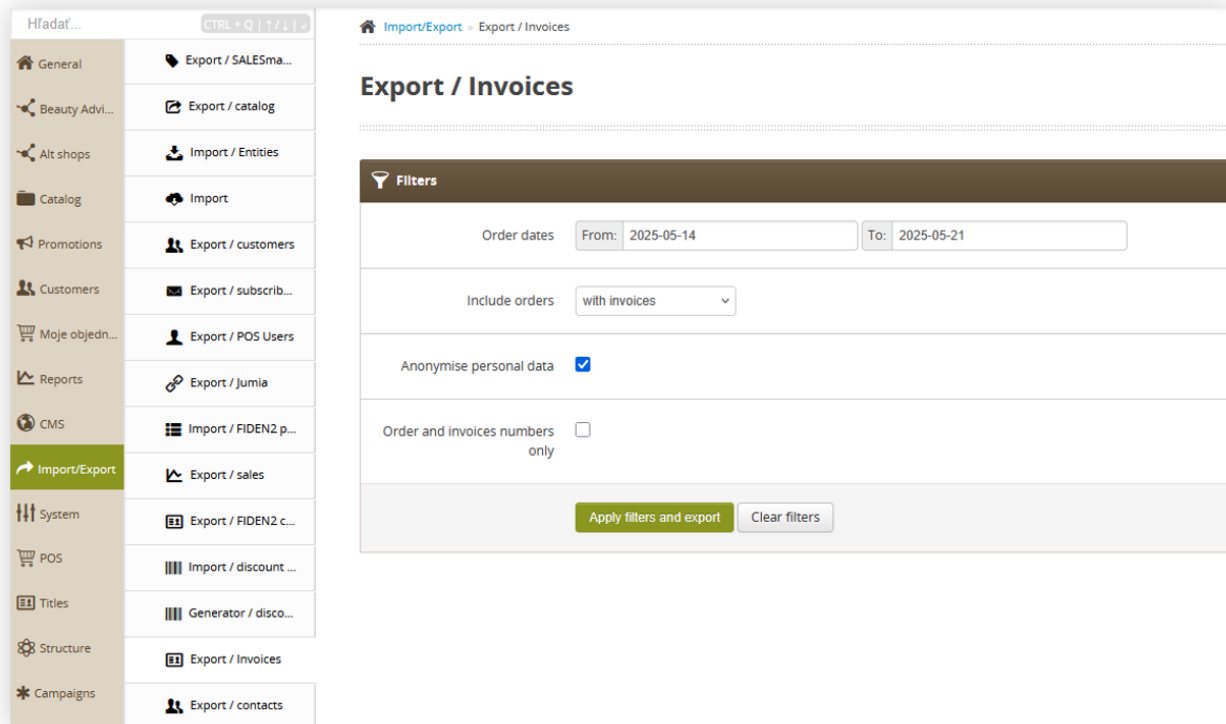 Hľadať...
CTRL + Q | ↑ / ↓ | ↲
General
Beauty Advi...
Alt shops
Catalog
Promotions
Customers
Moje objedn...
Reports
CMS
Import/Export
System
POS
Titles
Structure
Campaigns
Export / SALESma...
Export / catalog
Import / Entities
Import
Export / customers
Export / subscrib...
Export / POS Users
Export / Jumia
Import / FIDEN2 p...
Export / sales
Export / FIDEN2 c...
Import / discount ...
Generator / disco...
Export / Invoices
Export / contacts
Import/Export » Export / Invoices
Export / Invoices
Filters
Order dates From: 2025-05-14 To: 2025-05-21
Include orders with invoices
Anonymise personal data
Order and invoices numbers
only
Apply filters and export Clear filters